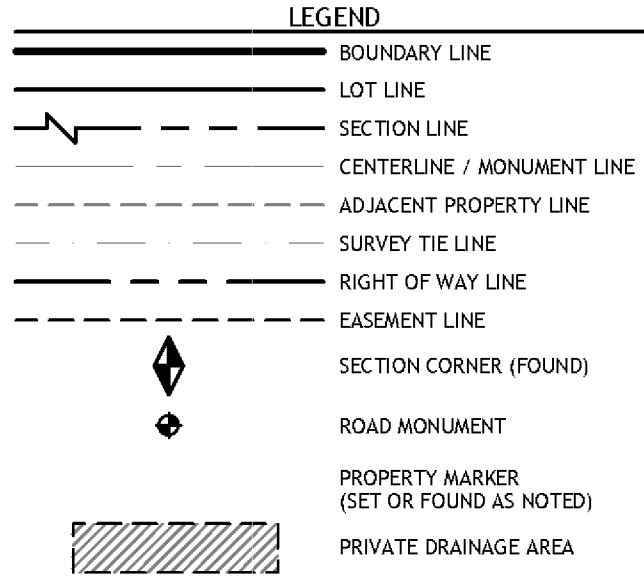 LEGEND
BOUNDARY LINE
LOT LINE
SECTION LINE
CENTERLINE / MONUMENT LINE
ADJACENT PROPERTY LINE
SURVEY TIE LINE
RIGHT OF WAY LINE
EASEMENT LINE
SECTION CORNER (FOUND)
ROAD MONUMENT
PROPERTY MARKER
(SET OR FOUND AS NOTED)
PRIVATE DRAINAGE AREA